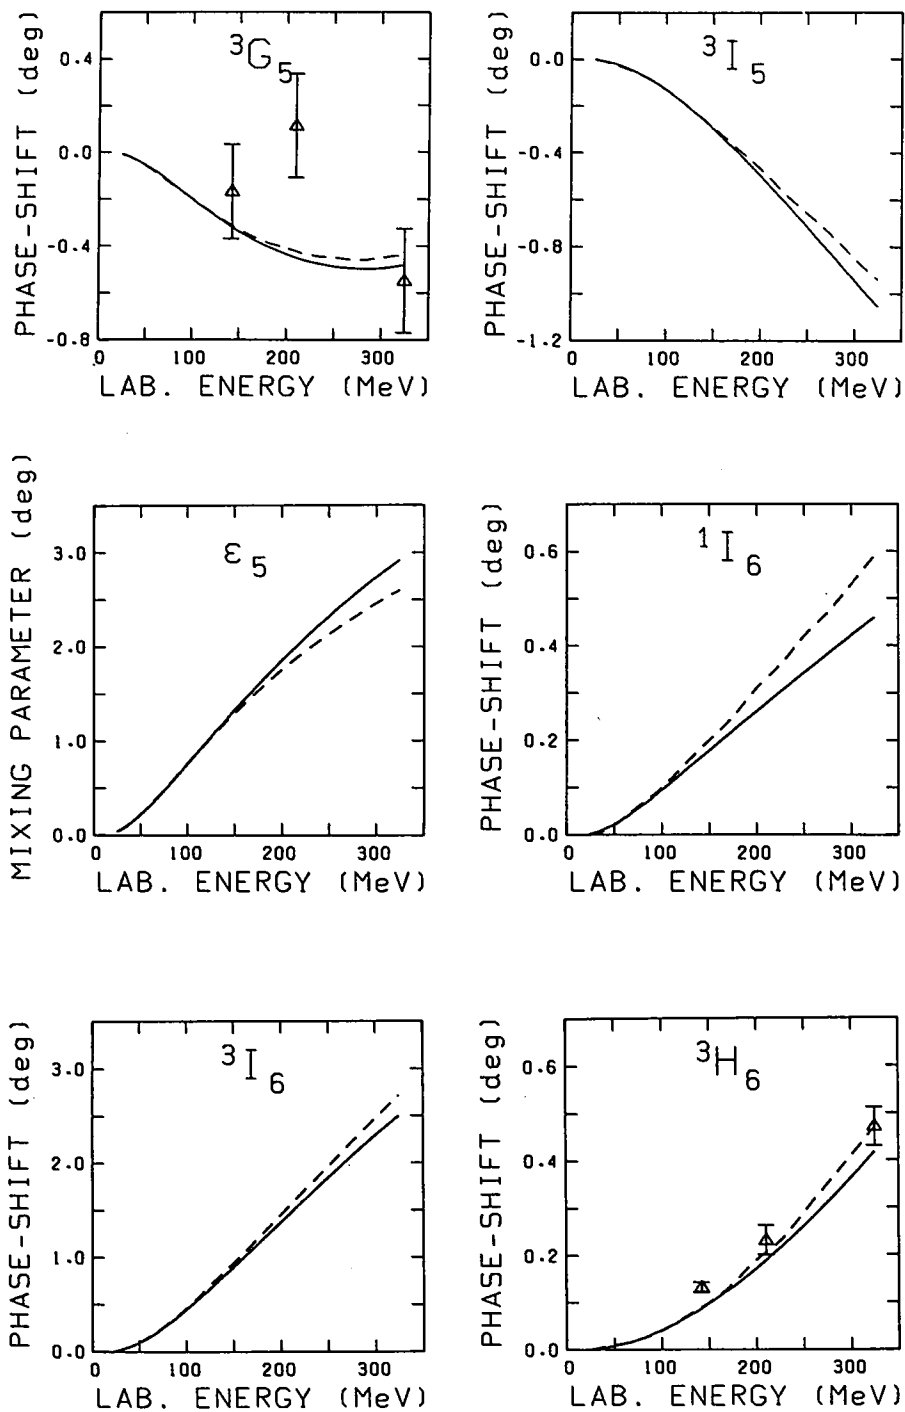 PHASE-SHIFT (deg)
³G₅
0.4
0.0
-0.4
-0.8
0 100 200 300
LAB. ENERGY (MeV)
PHASE-SHIFT (deg)
³I₅
0.0
-0.4
-0.8
-1.2
0 100 200 300
LAB. ENERGY (MeV)
MIXING PARAMETER (deg)
ε₅
3.0
2.0
1.0
0.0
0 100 200 300
LAB. ENERGY (MeV)
PHASE-SHIFT (deg)
¹I₆
0.6
0.4
0.2
0.0
0 100 200 300
LAB. ENERGY (MeV)
PHASE-SHIFT (deg)
³I₆
3.0
2.0
1.0
0.0
0 100 200 300
LAB. ENERGY (MeV)
PHASE-SHIFT (deg)
³H₆
0.6
0.4
0.2
0.0
0 100 200 300
LAB. ENERGY (MeV)